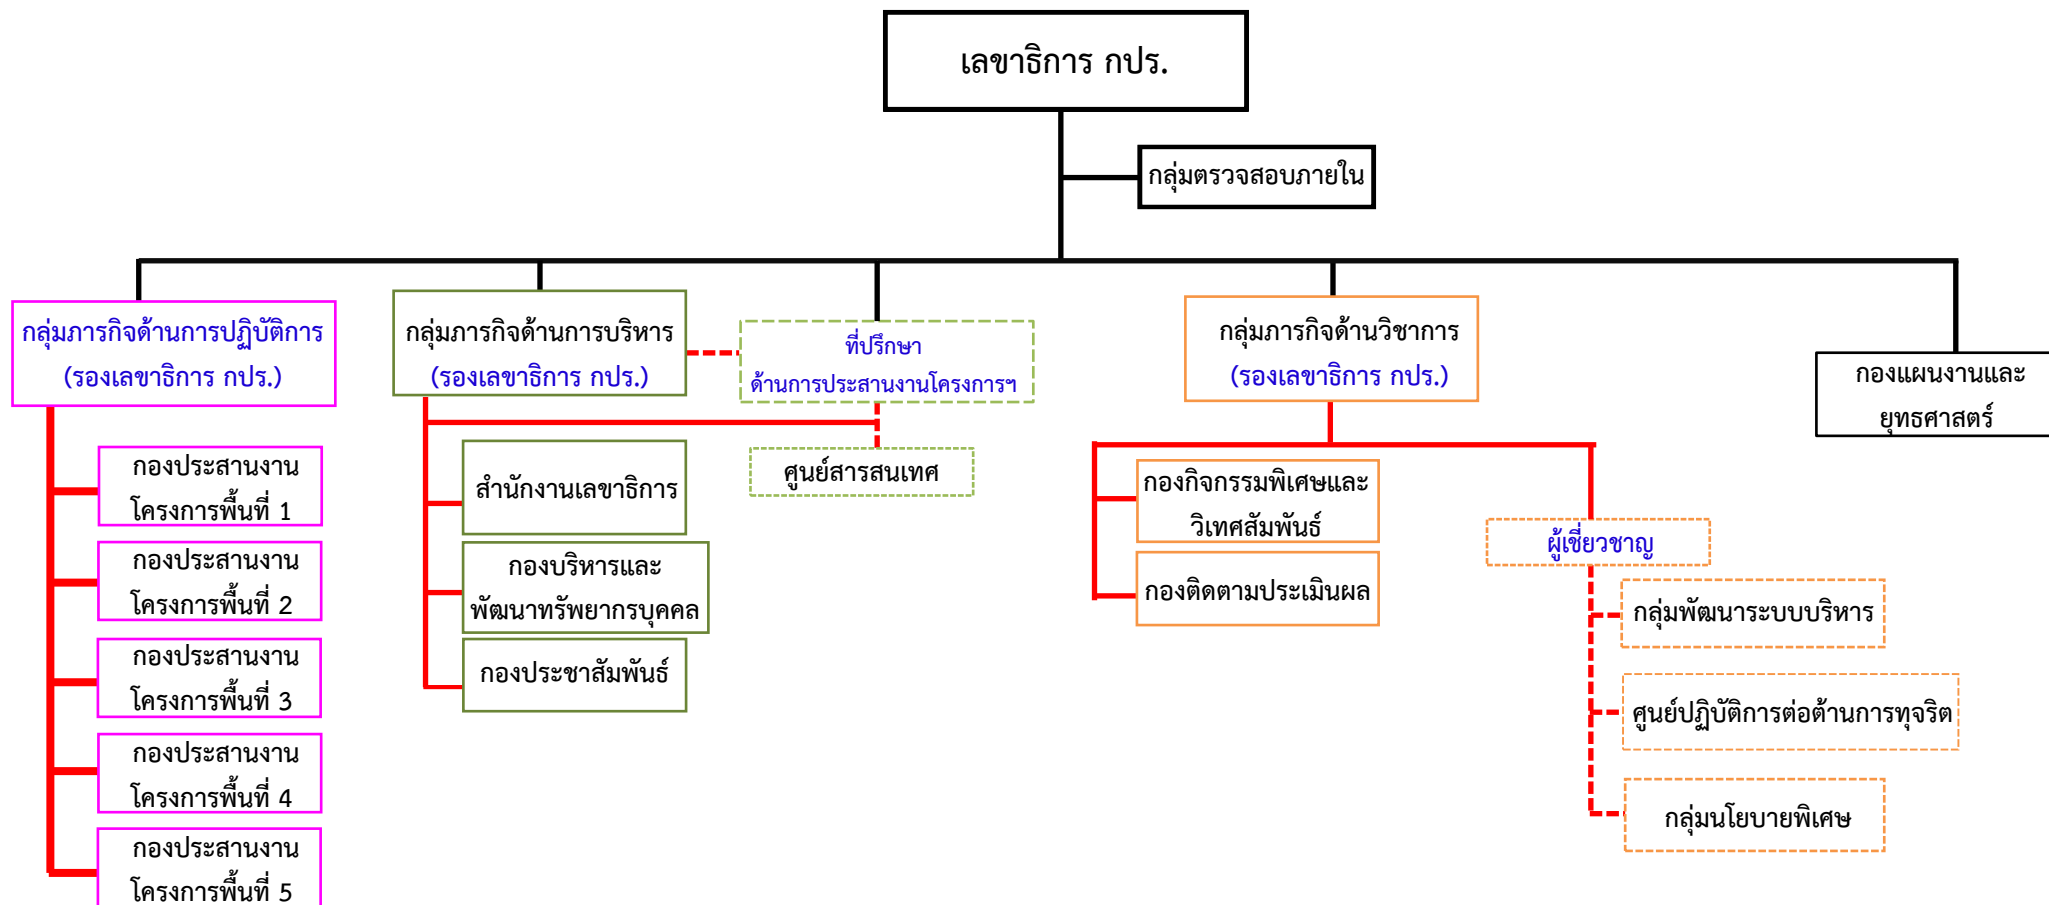 เลขาธิการ กปร.
กลุ่มตรวจสอบภายใน
กลุ่มภารกิจด้านการปฏิบัติการ
(รองเลขาธิการ กปร.)
กลุ่มภารกิจด้านการบริหาร
(รองเลขาธิการ กปร.)
ที่ปรึกษา
ด้านการประสานงานโครงการฯ
กลุ่มภารกิจด้านวิชาการ
(รองเลขาธิการ กปร.)
กองแผนงานและ
ยุทธศาสตร์
กองประสานงาน
โครงการพื้นที่ 1
กองประสานงาน
โครงการพื้นที่ 2
กองประสานงาน
โครงการพื้นที่ 3
กองประสานงาน
โครงการพื้นที่ 4
กองประสานงาน
โครงการพื้นที่ 5
สำนักงานเลขาธิการ
กองบริหารและ
พัฒนาทรัพยากรบุคคล
กองประชาสัมพันธ์
ศูนย์สารสนเทศ
กองกิจกรรมพิเศษและ
วิเทศสัมพันธ์
กองติดตามประเมินผล
ผู้เชี่ยวชาญ
กลุ่มพัฒนาระบบบริหาร
ศูนย์ปฏิบัติการต่อต้านการทุจริต
กลุ่มนโยบายพิเศษ